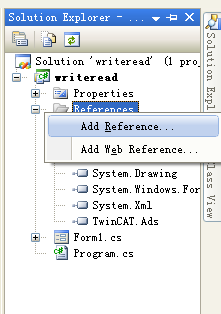 Solution Explorer - ...
Solution 'writeread' (1 pro
writeread
Properties
References
Add Reference...
Add Web Reference...
System.Drawing
System.Windows.For
System.Xml
TwinCAT.Ads
Form1.cs
Program.cs
Solution Expl
Class View